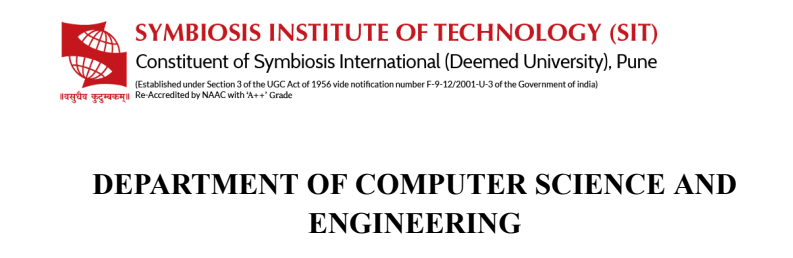 SYMBIOSIS INSTITUTE OF TECHNOLOGY (SIT)
Constituent of Symbiosis International (Deemed University), Pune
(Established under Section 3 of the UGC Act of 1956 vide notification number F-9-12/2001-U-3 of the Government of india)
Re-Accredited by NAAC with 'A++' Grade
॥वसुधैव कुटुम्बकम्॥
DEPARTMENT OF COMPUTER SCIENCE AND
ENGINEERING